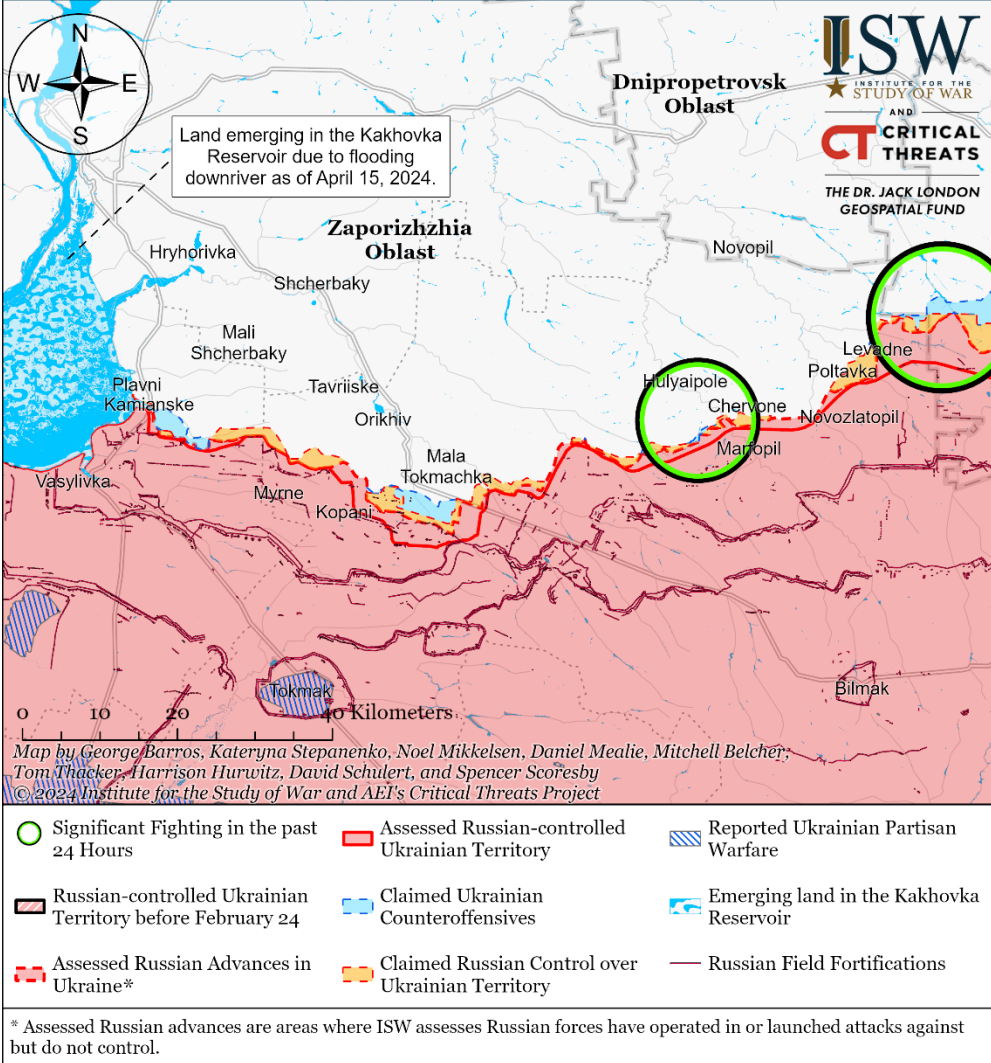 N
W
E
S
ISW
INSTITUTE FOR THE
STUDY OF WAR
AND
CT CRITICAL
THREATS
THE DR. JACK LONDON
GEOSPATIAL FUND
Dnipropetrovsk
Oblast
Land emerging in the Kakhovka
Reservoir due to flooding
downriver as of April 15, 2024.
Zaporizhzhia
Oblast
Hryhorivka
Novopil
Shcherbaky
Mali
Shcherbaky
Levadne
Poltavka
Plavni
Kamianske
Tavriiske
Hulyaipole
Orikhiv
Chervone
Novozlatopil
Mala
Tokmachka
Marfopil
Vasylivka
Myrne
Kopani
Tokmak
Bilmak
0 10 20 40 Kilometers
Map by George Barros, Kateryna Stepanenko, Noel Mikkelsen, Daniel Mealie, Mitchell Belcher,
Tom Thacker, Harrison Hurwitz, David Schulert, and Spencer Scoresby
© 2024 Institute for the Study of War and AEI's Critical Threats Project
Significant Fighting in the past
24 Hours
Assessed Russian-controlled
Ukrainian Territory
Reported Ukrainian Partisan
Warfare
Russian-controlled Ukrainian
Territory before February 24
Claimed Ukrainian
Counteroffensives
Emerging land in the Kakhovka
Reservoir
Assessed Russian Advances in
Ukraine*
Claimed Russian Control over
Ukrainian Territory
Russian Field Fortifications
* Assessed Russian advances are areas where ISW assesses Russian forces have operated in or launched attacks against
but do not control.